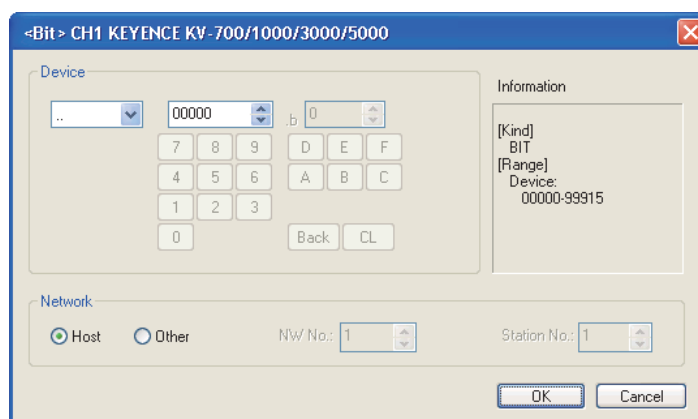 <Bit> CH1 KEYENCE KV-700/1000/3000/5000
Device
.. 00000 .b 0
7 8 9 D E F
4 5 6 A B C
1 2 3
0 Back CL
Information
[Kind]
BIT
[Range]
Device:
00000-99915
Network
Host Other NW No.: 1 Station No.: 1
OK Cancel